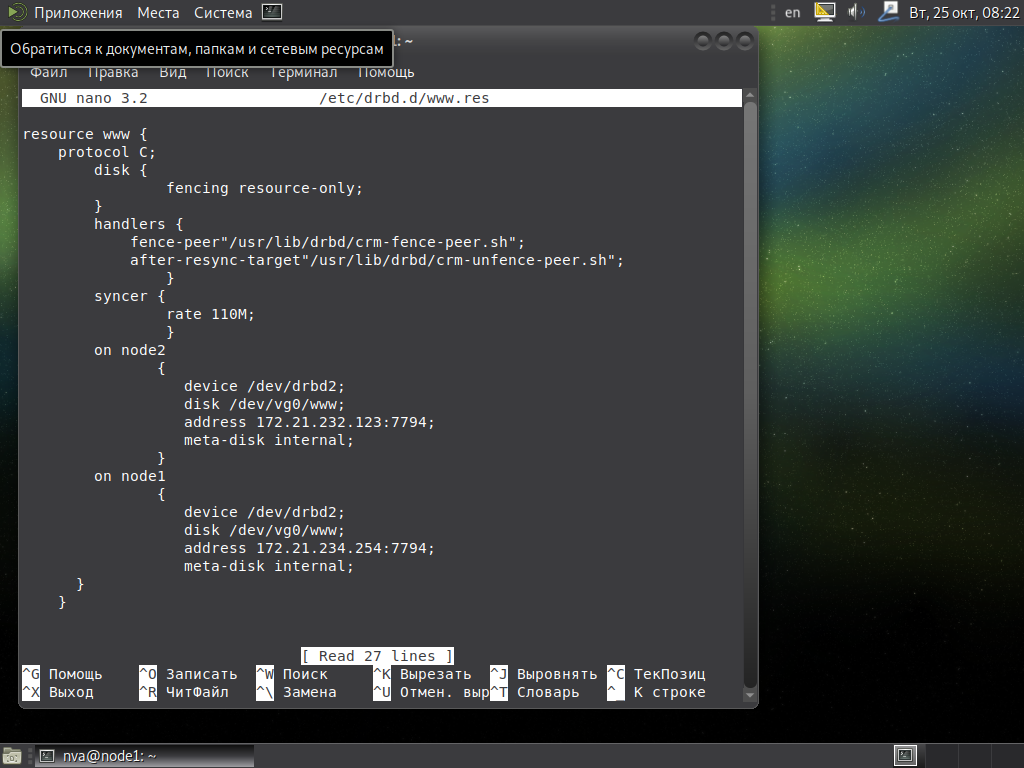 Приложения Места Система
en Вт, 25 окт, 08:22
Обратиться к документам, папкам и сетевым ресурсам
1: ~
Файл Правка Вид Поиск Терминал Помощь
GNU nano 3.2 /etc/drbd.d/www.res
resource www {
protocol C;
disk {
fencing resource-only;
}
handlers {
fence-peer"/usr/lib/drbd/crm-fence-peer.sh";
after-resync-target"/usr/lib/drbd/crm-unfence-peer.sh";
}
syncer {
rate 110M;
}
on node2
{
device /dev/drbd2;
disk /dev/vg0/www;
address 172.21.232.123:7794;
meta-disk internal;
}
on node1
{
device /dev/drbd2;
disk /dev/vg0/www;
address 172.21.234.254:7794;
meta-disk internal;
}
}
[ Read 27 lines ]
^G Помощь ^O Записать ^W Поиск ^K Вырезать ^J Выровнять ^C ТекПозиц
^X Выход ^R ЧитФайл ^\ Замена ^U Отмен. выр ^T Словарь ^ К строке
nva@node1: ~